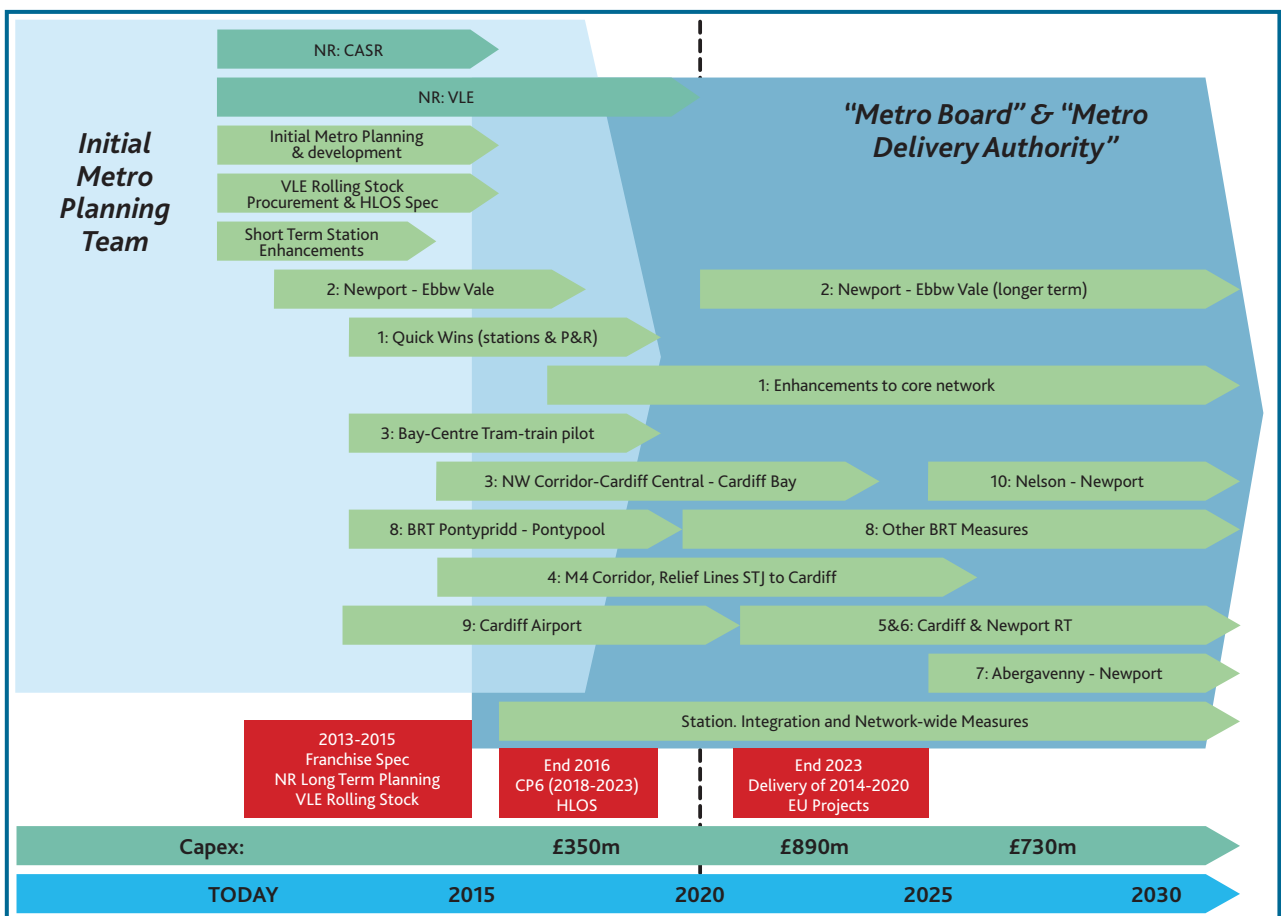 NR: CASR
NR: VLE
Initial
Metro
Planning
Team
“Metro Board” & “Metro
Delivery Authority”
Initial Metro Planning
& development
VLE Rolling Stock
Procurement & HLOS Spec
Short Term Station
Enhancements
2: Newport - Ebbw Vale
2: Newport - Ebbw Vale (longer term)
1: Quick Wins (stations & P&R)
1: Enhancements to core network
3: Bay-Centre Tram-train pilot
3: NW Corridor-Cardiff Central - Cardiff Bay
10: Nelson - Newport
8: BRT Pontypridd - Pontypool
8: Other BRT Measures
4: M4 Corridor, Relief Lines STJ to Cardiff
9: Cardiff Airport
5&6: Cardiff & Newport RT
7: Abergavenny - Newport
Station. Integration and Network-wide Measures
2013-2015
Franchise Spec
NR Long Term Planning
VLE Rolling Stock
End 2016
CP6 (2018-2023)
HLOS
End 2023
Delivery of 2014-2020
EU Projects
Capex: £350m £890m £730m
TODAY 2015 2020 2025 2030